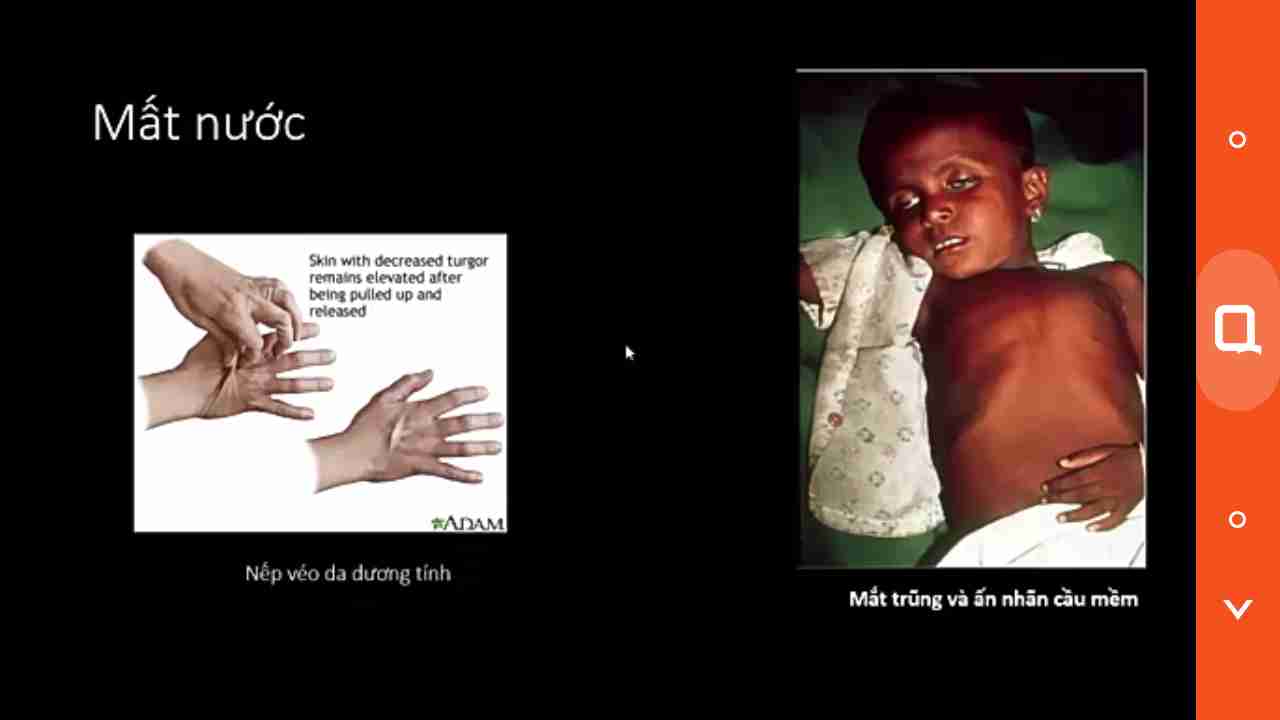 Mất nước
Skin with decreased turgor
remains elevated after
being pulled up and
released
ADAM
Nếp véo da dương tính
Mắt trũng và ấn nhãn cầu mềm